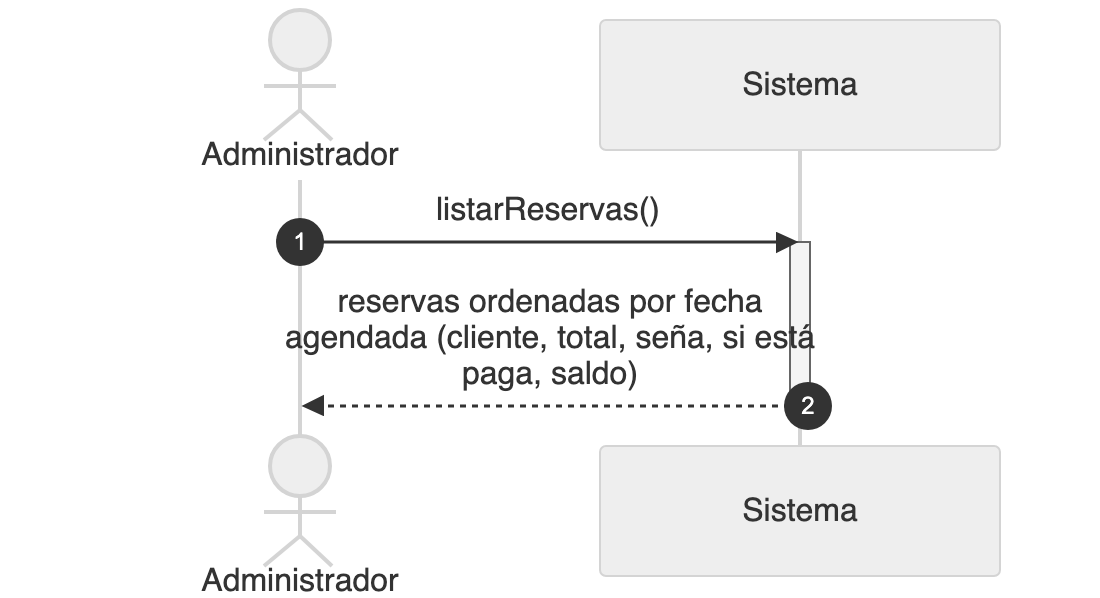 Administrador
Sistema
listarReservas()
1
reservas ordenadas por fecha
agendada (cliente, total, seña, si está
paga, saldo)
2
Administrador
Sistema